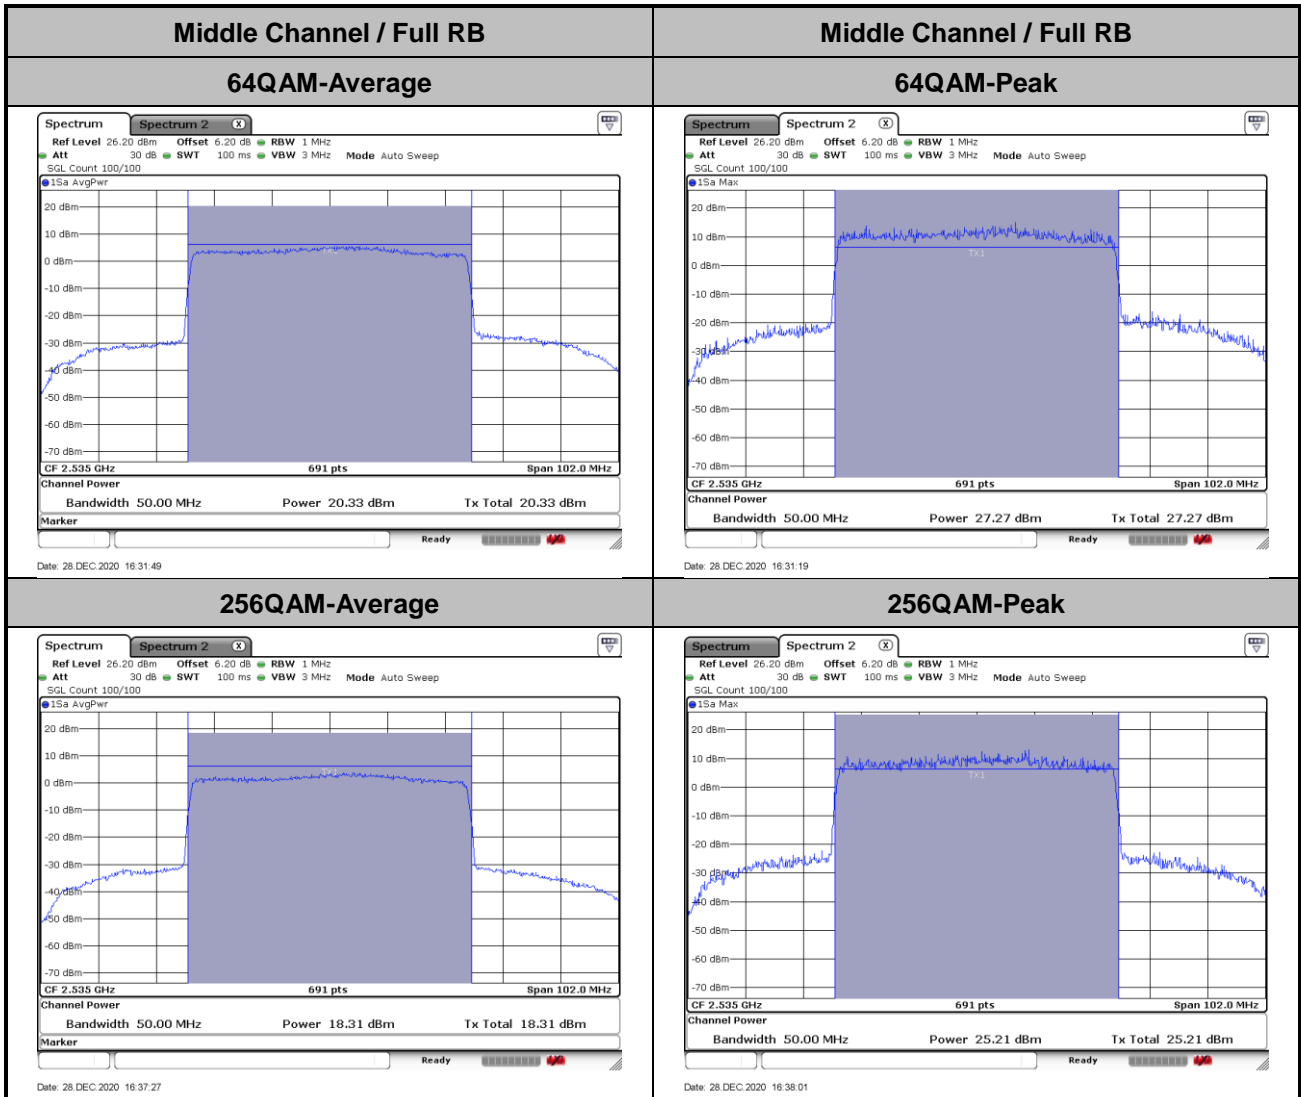 Middle Channel / Full RB
Middle Channel / Full RB
64QAM-Average
64QAM-Peak
Spectrum
Spectrum 2
X
Ref Level 26.20 dBm Offset 6.20 dB RBW 1 MHz
Att 30 dB SWT 100 ms VBW 3 MHz Mode Auto Sweep
SGL Count 100/100
1Sa AvgPwr
20 dBm
10 dBm
0 dBm
-10 dBm
-20 dBm
-30 dBm
-40 dBm
-50 dBm
-60 dBm
-70 dBm
CF 2.535 GHz 691 pts Span 102.0 MHz
Channel Power
Bandwidth 50.00 MHz Power 20.33 dBm Tx Total 20.33 dBm
Marker
Ready
Date: 28.DEC.2020 16:31:49
Spectrum
Spectrum 2
X
Ref Level 26.20 dBm Offset 6.20 dB RBW 1 MHz
Att 30 dB SWT 100 ms VBW 3 MHz Mode Auto Sweep
SGL Count 100/100
1Sa Max
20 dBm
10 dBm
TX1
0 dBm
-10 dBm
-20 dBm
-30 dBm
-40 dBm
-50 dBm
-60 dBm
-70 dBm
CF 2.535 GHz 691 pts Span 102.0 MHz
Channel Power
Bandwidth 50.00 MHz Power 27.27 dBm Tx Total 27.27 dBm
Ready
Date: 28.DEC.2020 16:31:19
256QAM-Average
256QAM-Peak
Spectrum
Spectrum 2
X
Ref Level 26.20 dBm Offset 6.20 dB RBW 1 MHz
Att 30 dB SWT 100 ms VBW 3 MHz Mode Auto Sweep
SGL Count 100/100
1Sa AvgPwr
20 dBm
10 dBm
0 dBm
-10 dBm
-20 dBm
-30 dBm
-40 dBm
-50 dBm
-60 dBm
-70 dBm
CF 2.535 GHz 691 pts Span 102.0 MHz
Channel Power
Bandwidth 50.00 MHz Power 18.31 dBm Tx Total 18.31 dBm
Marker
Ready
Date: 28.DEC.2020 16:37:27
Spectrum
Spectrum 2
X
Ref Level 26.20 dBm Offset 6.20 dB RBW 1 MHz
Att 30 dB SWT 100 ms VBW 3 MHz Mode Auto Sweep
SGL Count 100/100
1Sa Max
20 dBm
10 dBm
TX1
0 dBm
-10 dBm
-20 dBm
-30 dBm
-40 dBm
-50 dBm
-60 dBm
-70 dBm
CF 2.535 GHz 691 pts Span 102.0 MHz
Channel Power
Bandwidth 50.00 MHz Power 25.21 dBm Tx Total 25.21 dBm
Ready
Date: 28.DEC.2020 16:38:01